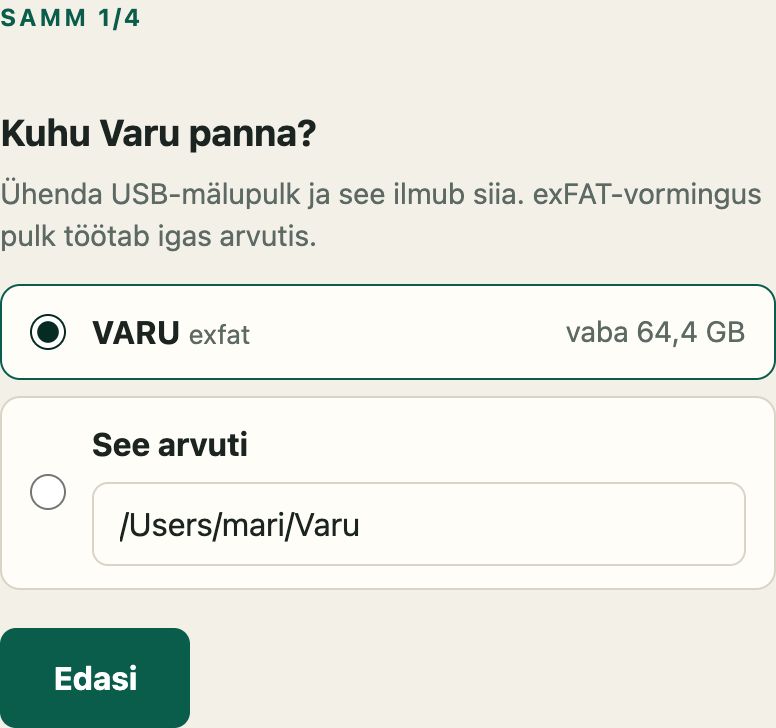 SAMM 1/4
Kuhu Varu panna?
Ühenda USB-mälupulk ja see ilmub siia. exFAT-vormingus
pulk töötab igas arvutis.
VARU exfat vaba 64,4 GB
See arvuti
/Users/mari/Varu
Edasi